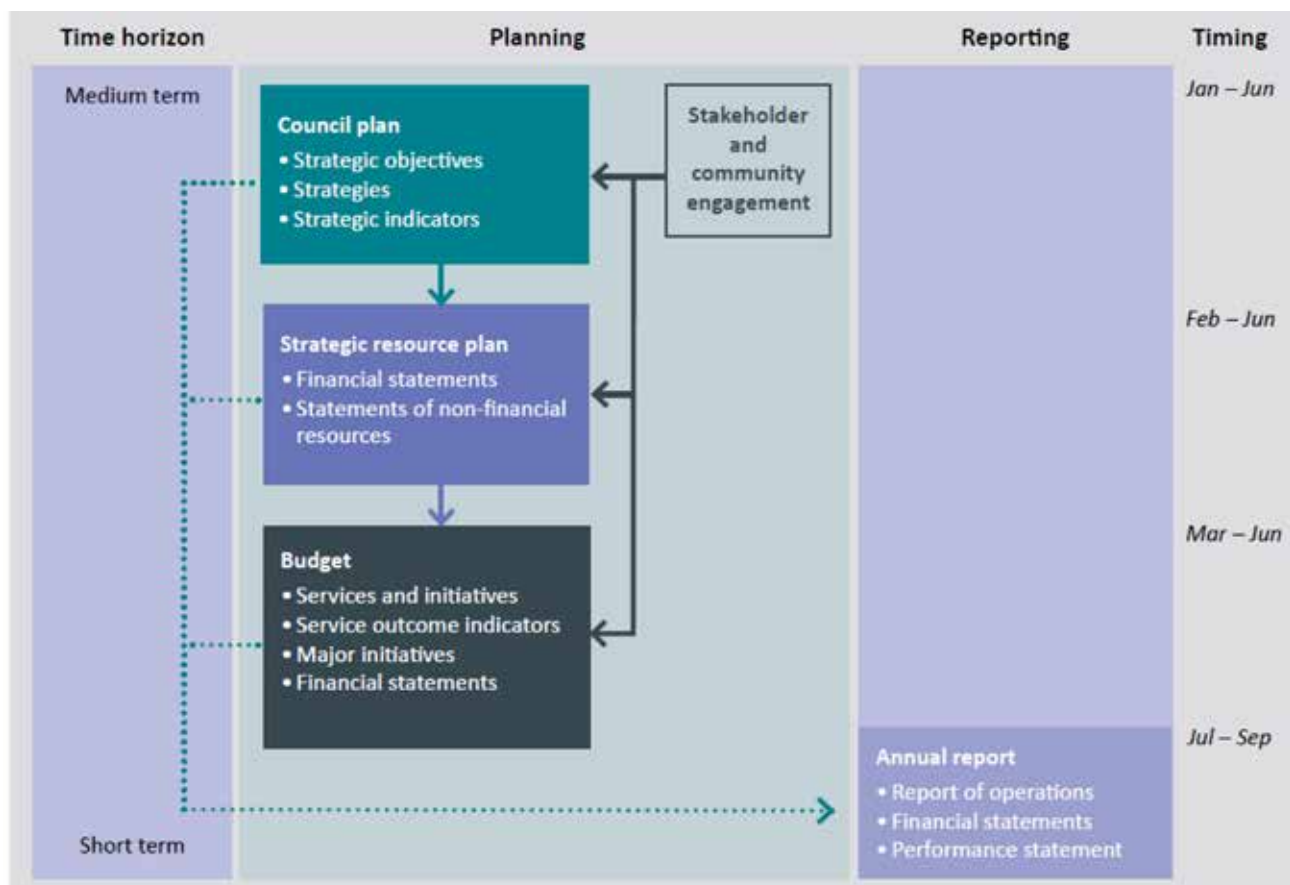 Time horizon
Planning
Reporting
Timing
Medium term
Jan – Jun
Council plan
• Strategic objectives
• Strategies
• Strategic indicators
Stakeholder
and
community
engagement
Feb – Jun
Strategic resource plan
• Financial statements
• Statements of non-financial
resources
Mar – Jun
Budget
• Services and initiatives
• Service outcome indicators
• Major initiatives
• Financial statements
Jul – Sep
Annual report
• Report of operations
• Financial statements
• Performance statement
Short term